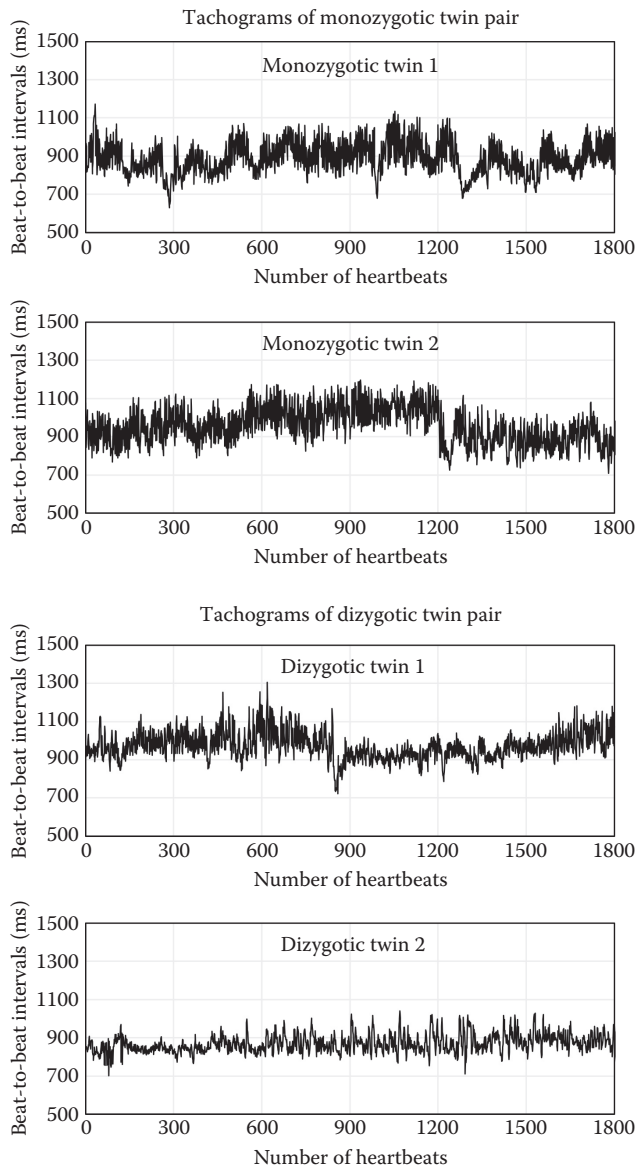 Tachograms of monozygotic twin pair
Beat-to-beat intervals (ms)
1500
1300
1100
900
700
500
Monozygotic twin 1
0 300 600 900 1200 1500 1800
Number of heartbeats
Beat-to-beat intervals (ms)
1500
1300
1100
900
700
500
Monozygotic twin 2
0 300 600 900 1200 1500 1800
Number of heartbeats
Tachograms of dizygotic twin pair
Beat-to-beat intervals (ms)
1500
1300
1100
900
700
500
Dizygotic twin 1
0 300 600 900 1200 1500 1800
Number of heartbeats
Beat-to-beat intervals (ms)
1500
1300
1100
900
700
500
Dizygotic twin 2
0 300 600 900 1200 1500 1800
Number of heartbeats